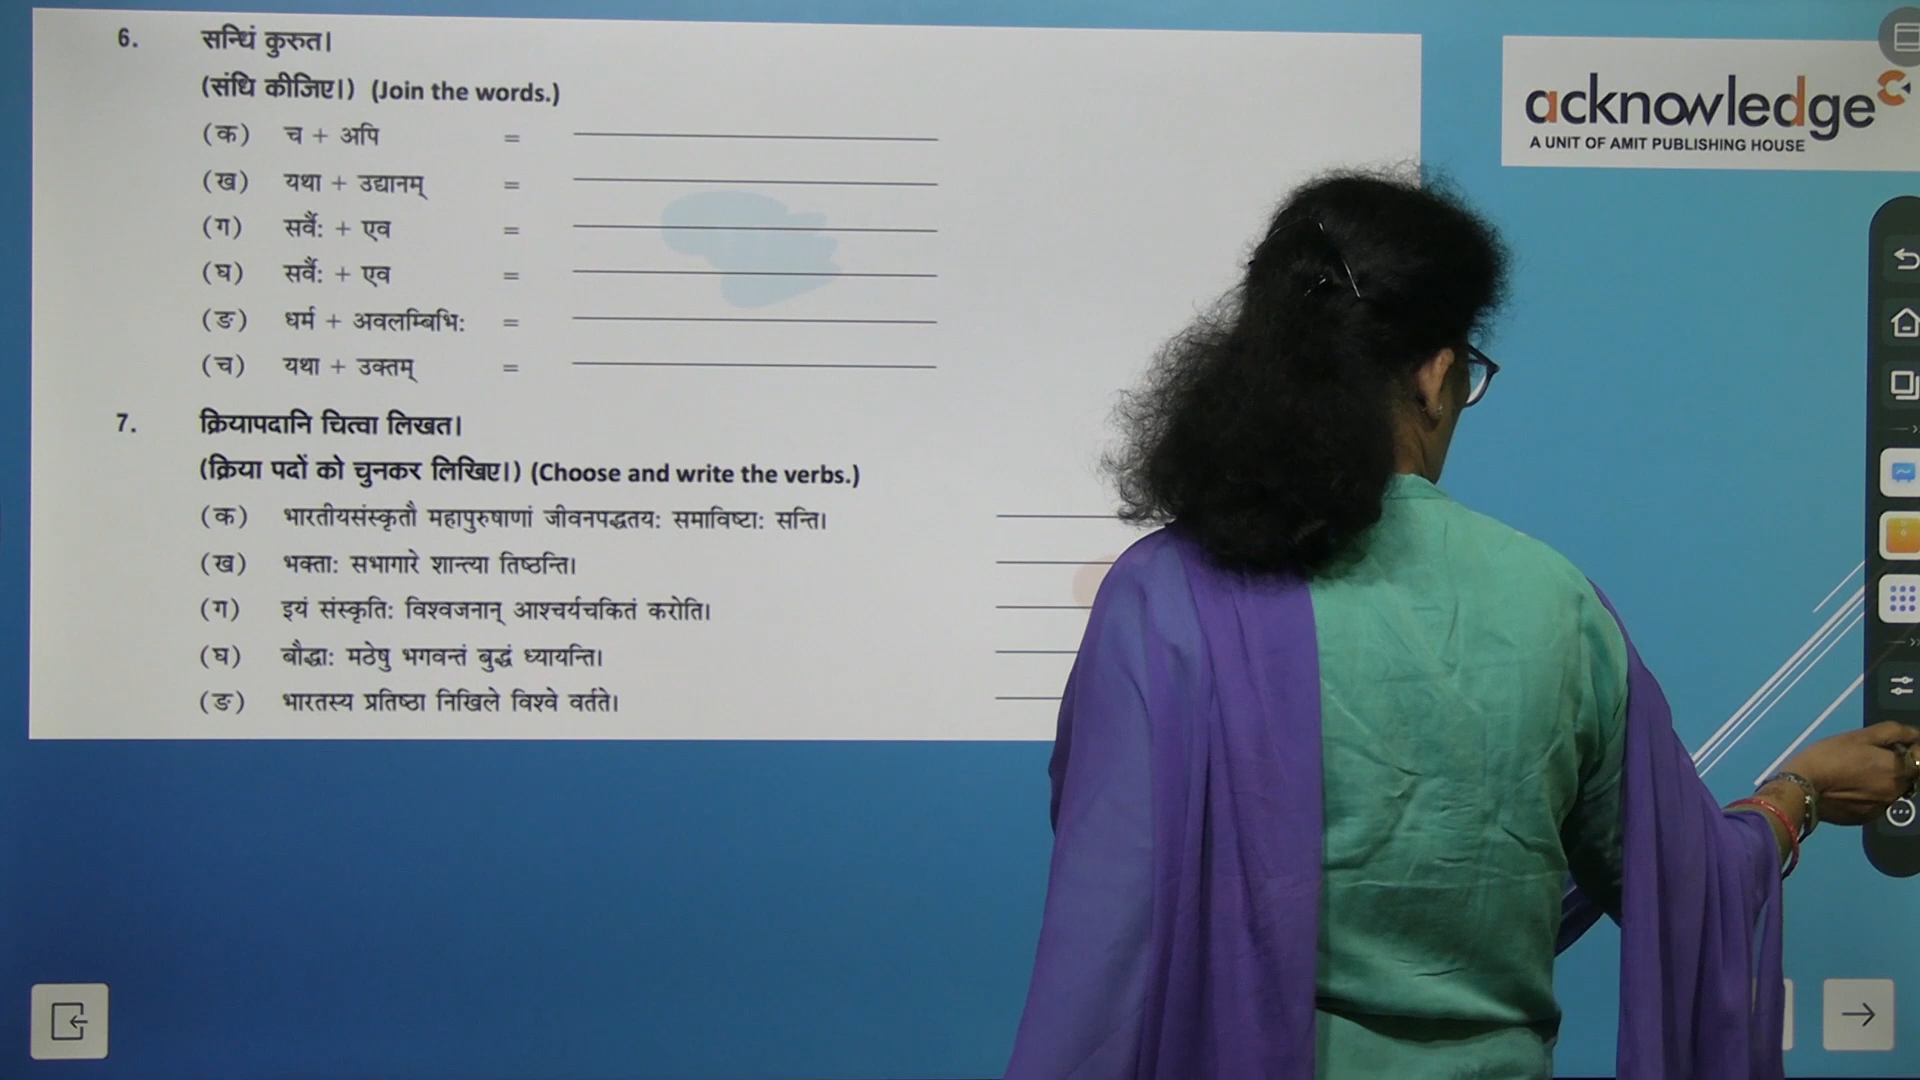 6. सन्धिं कुरुत।
(संधि कीजिए।) (Join the words.)
(क) च + अपि =
(ख) यथा + उद्यानम् =
(ग) सर्वै: + एव =
(घ) सर्वै: + एव =
(ङ) धर्म + अवलम्बिभि: =
(च) यथा + उक्तम् =
7. क्रियापदानि चित्वा लिखत।
(क्रिया पदों को चुनकर लिखिए।) (Choose and write the verbs.)
(क) भारतीयसंस्कृतौ महापुरुषाणां जीवनपद्धतय: समाविष्टा: सन्ति।
(ख) भक्ता: सभागारे शान्त्या तिष्ठन्ति।
(ग) इयं संस्कृति: विश्वजनान् आश्चर्यचकितं करोति।
(घ) बौद्धा: मठेषु भगवन्तं बुद्धं ध्यायन्ति।
(ङ) भारतस्य प्रतिष्ठा निखिले विश्वे वर्तते।
acknowledge
A UNIT OF AMIT PUBLISHING HOUSE